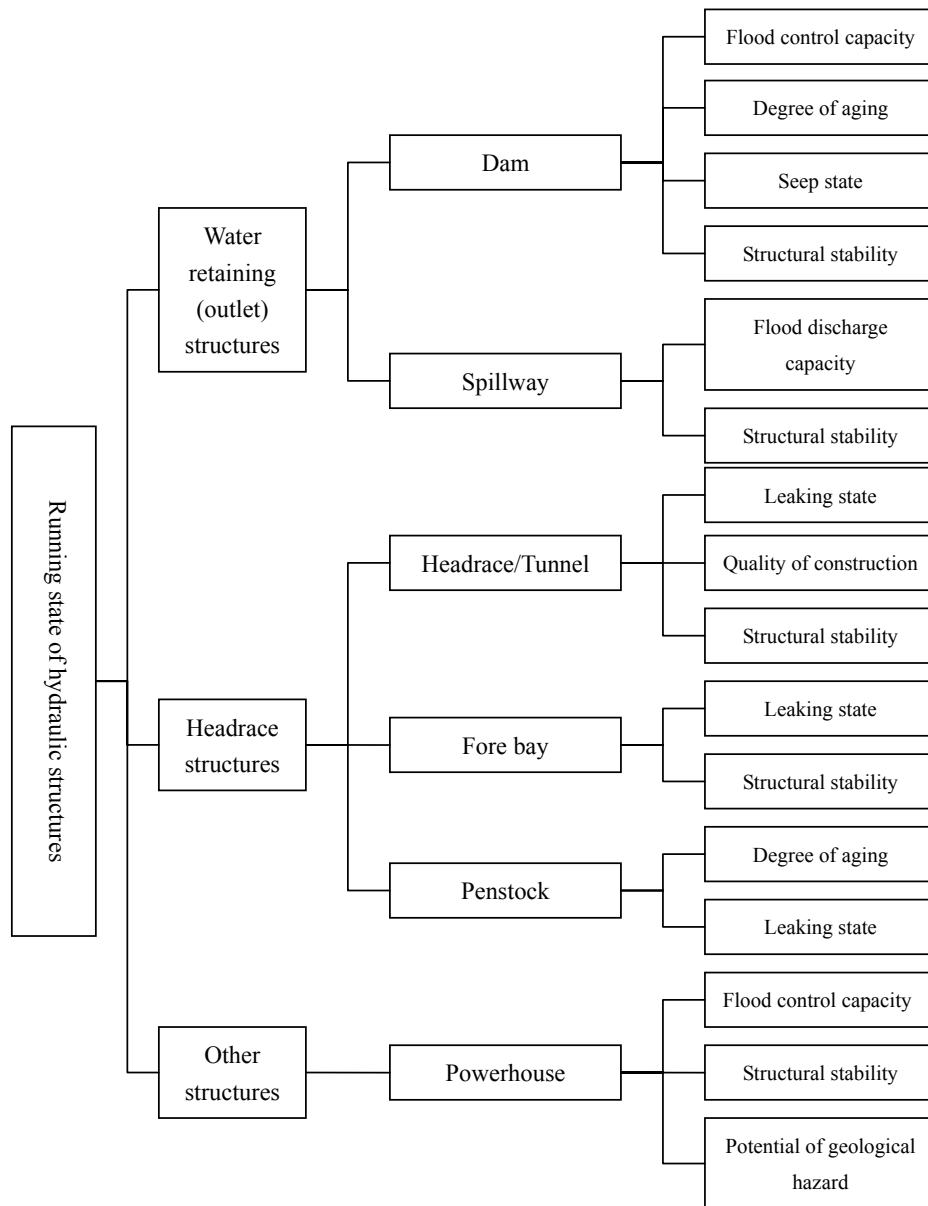 Running state of hydraulic structures
Water
retaining
(outlet)
structures
Dam
Flood control capacity
Degree of aging
Seep state
Structural stability
Spillway
Flood discharge
capacity
Structural stability
Headrace
structures
Headrace/Tunnel
Leaking state
Quality of construction
Structural stability
Fore bay
Leaking state
Structural stability
Penstock
Degree of aging
Leaking state
Other
structures
Powerhouse
Flood control capacity
Structural stability
Potential of geological
hazard